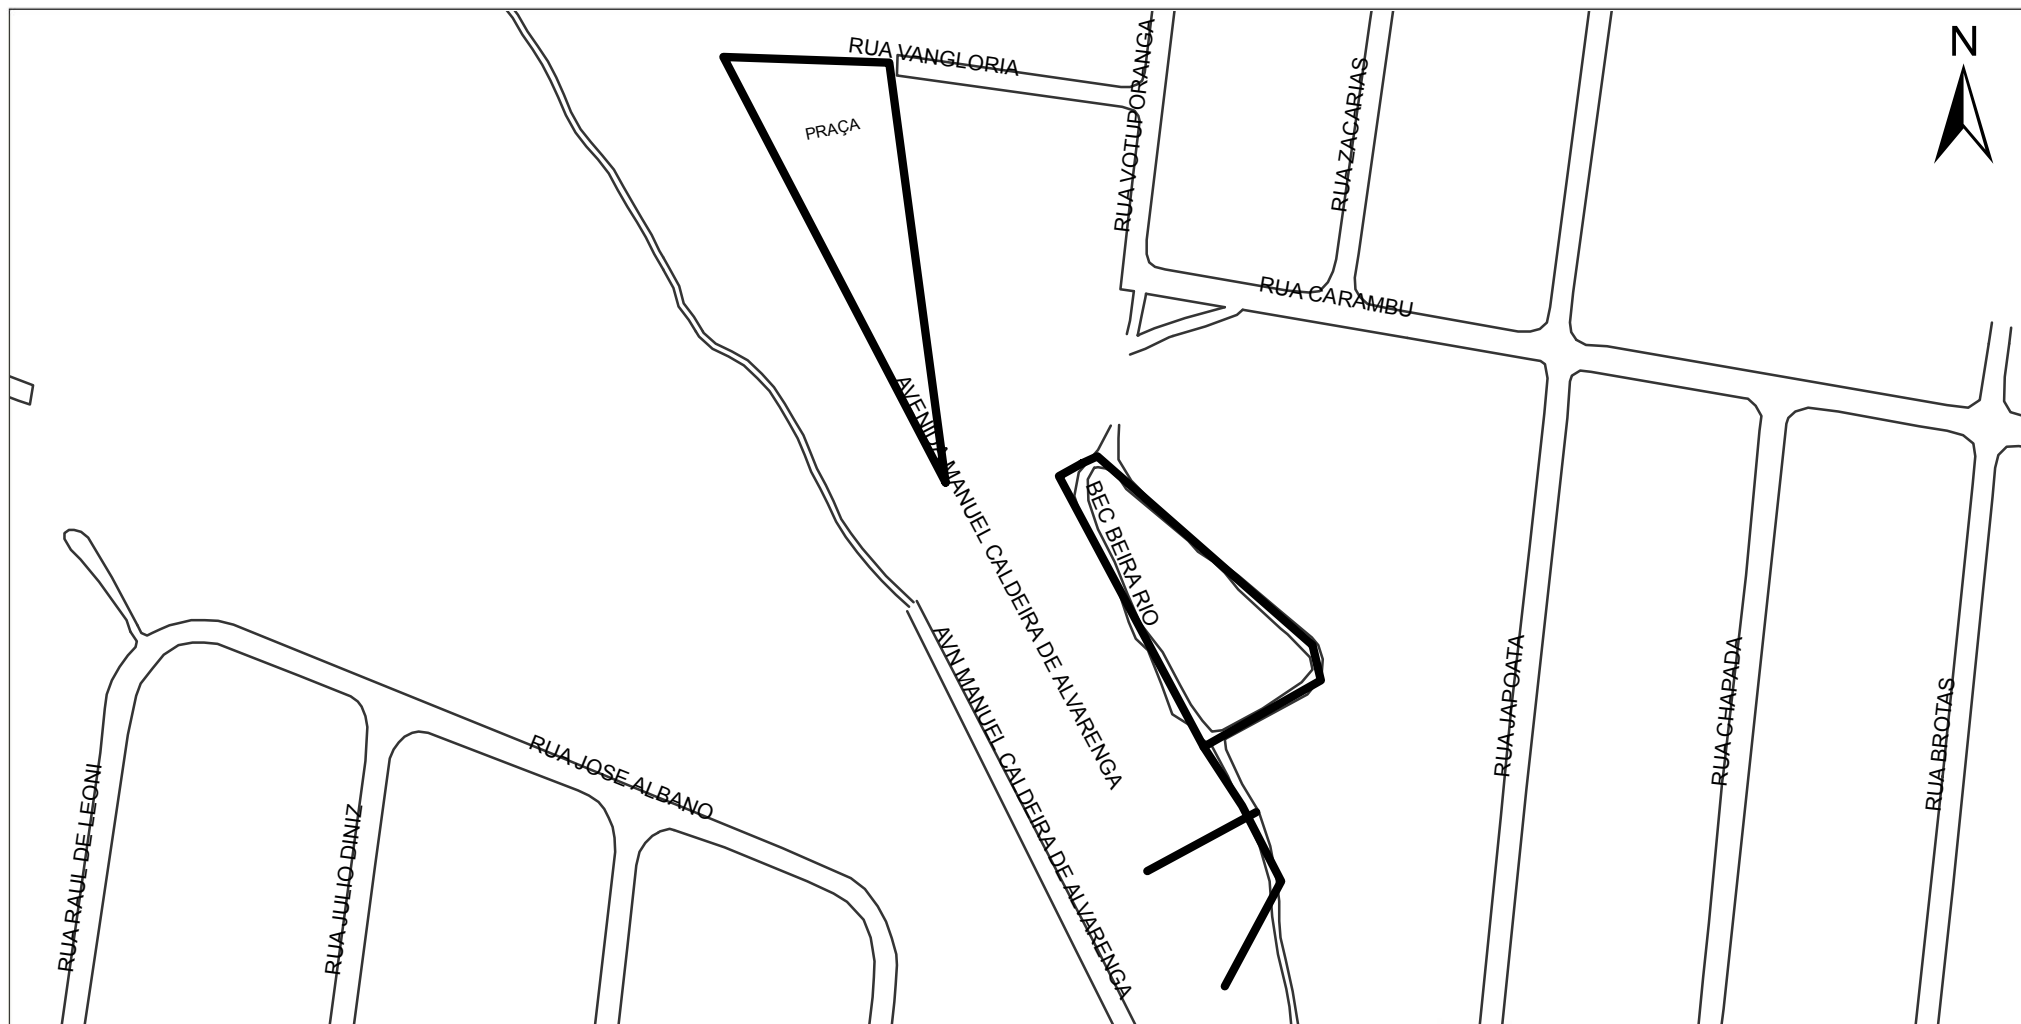 N
RUA VANGLORIA
RUA VOTUPORANGA
RUA ZACARIAS
PRAÇA
RUA CARAMBU
AVENIDA MANUEL CALDEIRA DE ALVARENGA
BEC BEIRA RIO
AVN MANUEL CALDEIRA DE ALVARENGA
RUA JAPOATA
RUA CHAPADA
RUA BROTAS
RUA JOSE ALBANO
RUA RAUL DE LEONI
RUA JULIO DINIZ